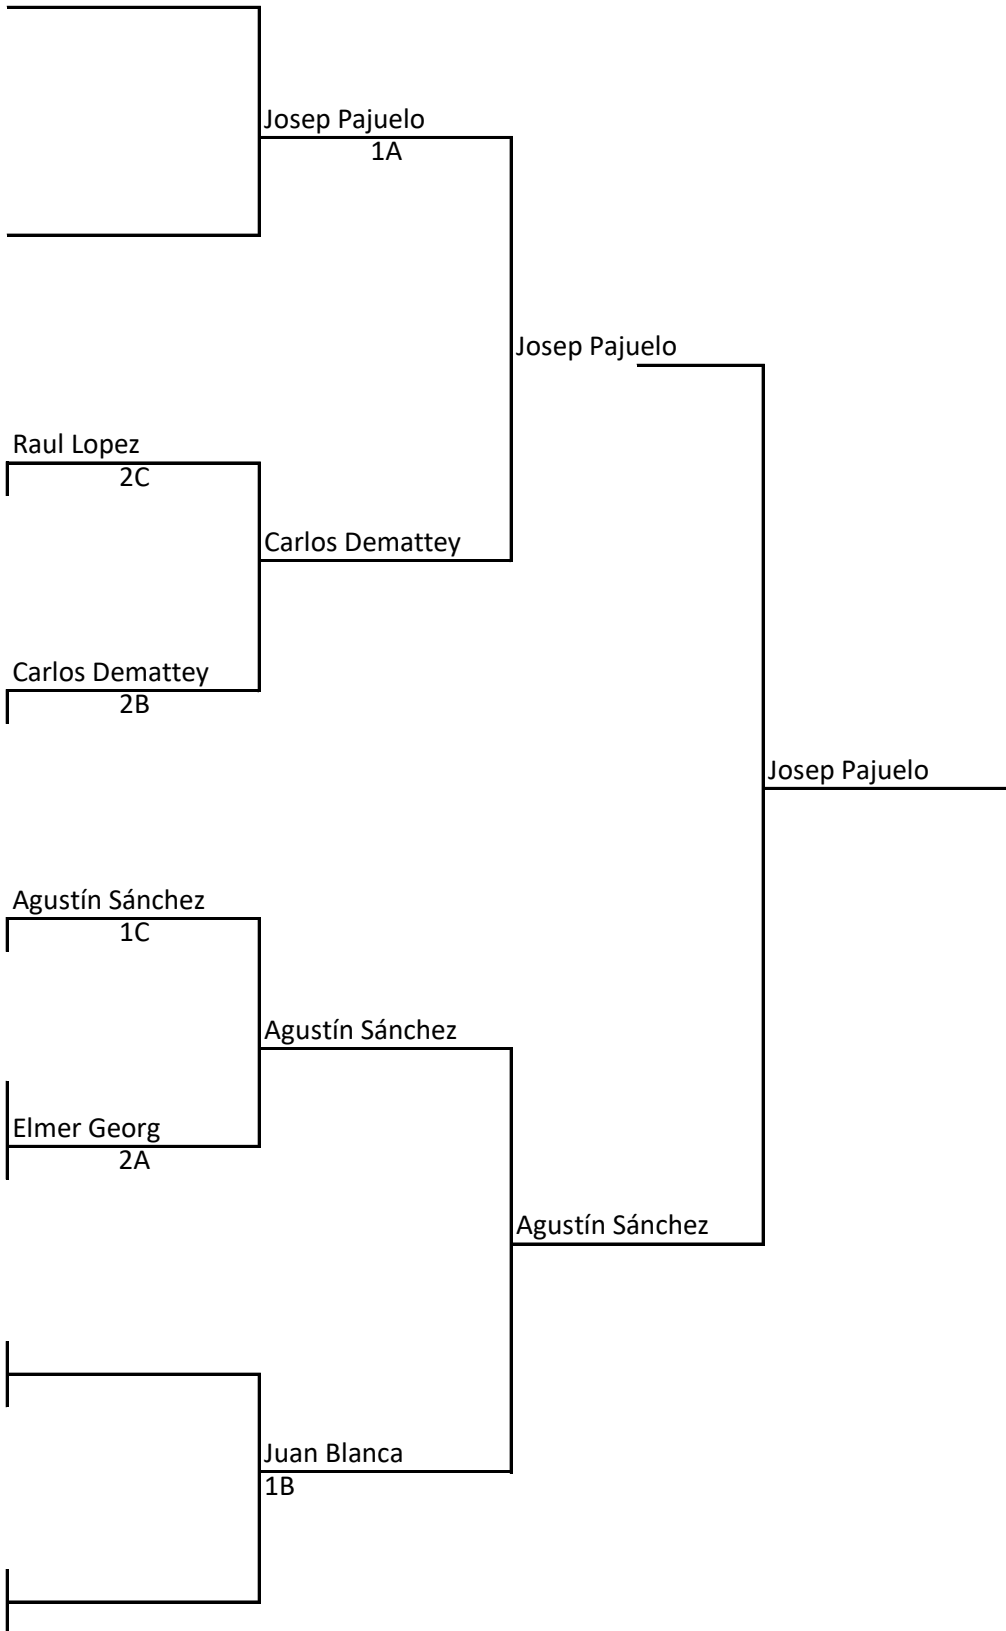 Josep Pajuelo
1A
Josep Pajuelo
Raul Lopez
2C
Carlos Demattey
Carlos Demattey
2B
Josep Pajuelo
Agustín Sánchez
1C
Agustín Sánchez
Elmer Georg
2A
Agustín Sánchez
Juan Blanca
1B